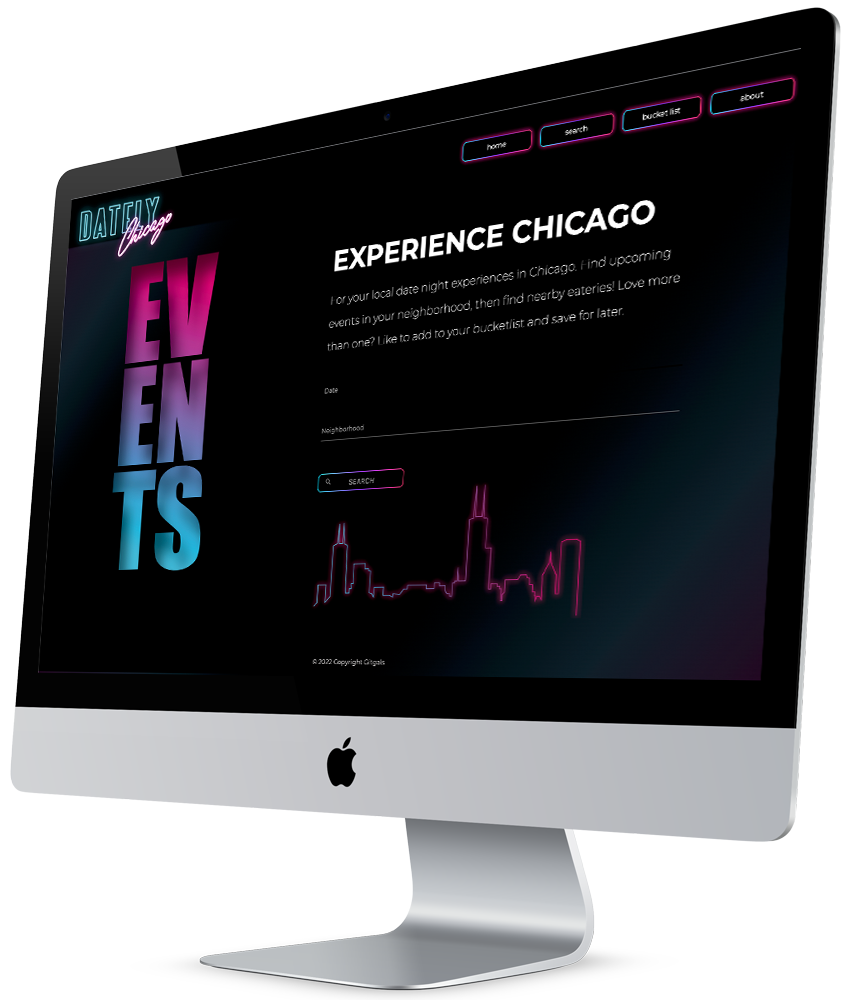 home
search
bucket list
about
DATELY
Chicago
EV
EN
TS
EXPERIENCE CHICAGO
For your local date night experiences in Chicago. Find upcoming
events in your neighborhood, then find nearby eateries! Love more
than one? Like to add to your bucketlist and save for later.
Date
Neighborhood
SEARCH
© 2022 Copyright Gitgals